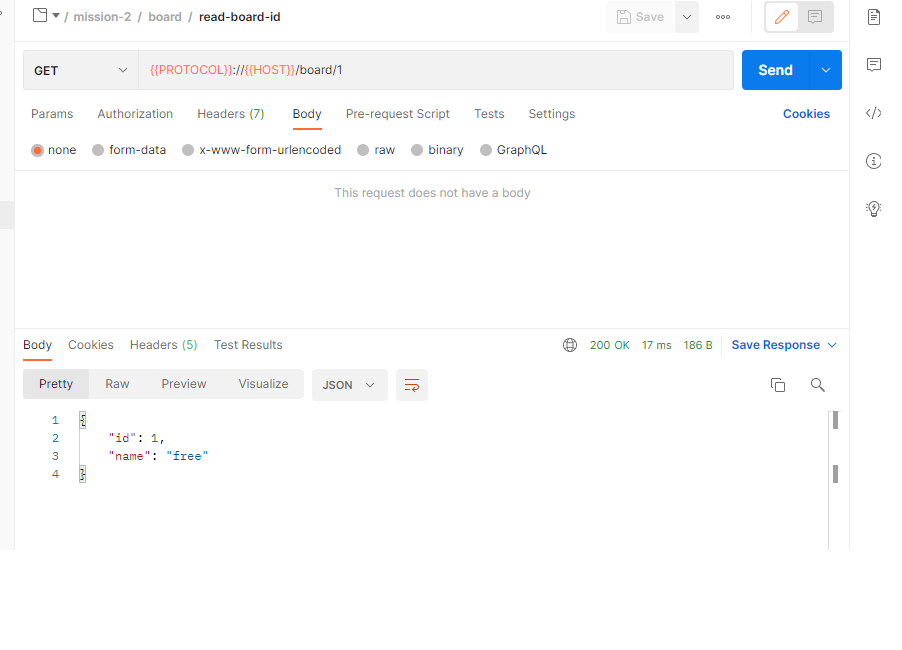 / mission-2 / board / read-board-id
Save
GET
{{PROTOCOL}}://{{HOST}}/board/1
Send
Params Authorization Headers (7) Body Pre-request Script Tests Settings Cookies
none form-data x-www-form-urlencoded raw binary GraphQL
This request does not have a body
Body Cookies Headers (5) Test Results 200 OK 17 ms 186 B Save Response
Pretty Raw Preview Visualize JSON
1 {
2 "id": 1,
3 "name": "free"
4 }